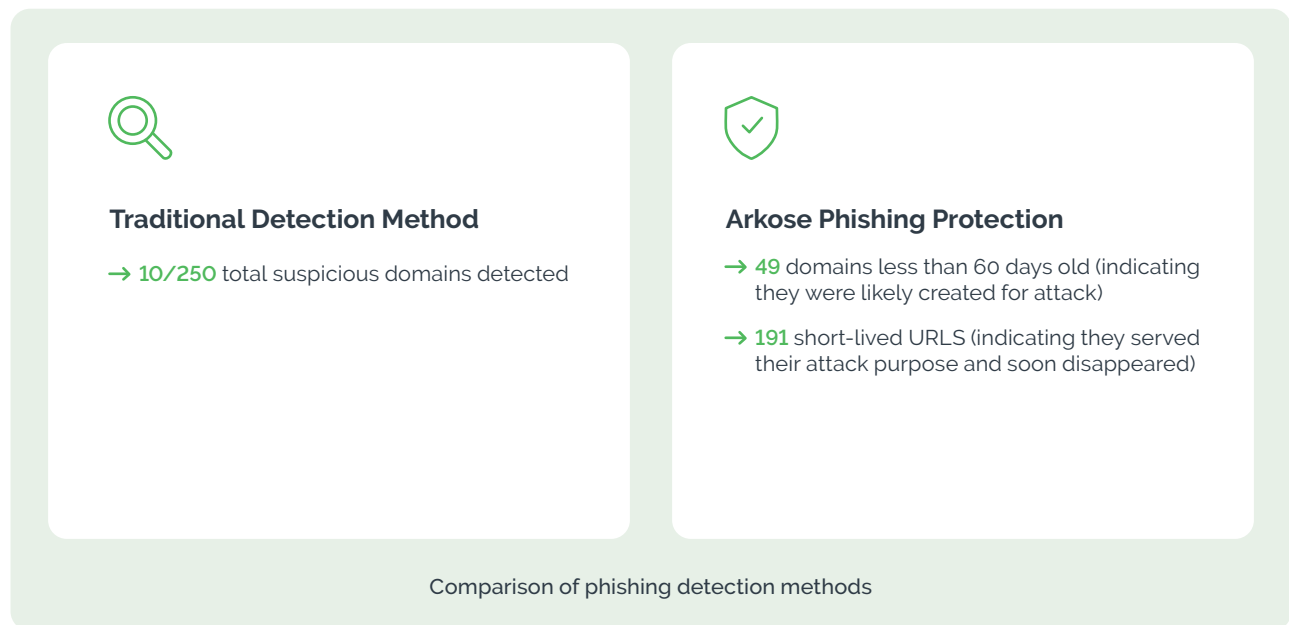 Traditional Detection Method
→ 10/250 total suspicious domains detected
Arkose Phishing Protection
→ 49 domains less than 60 days old (indicating
they were likely created for attack)
→ 191 short-lived URLS (indicating they served
their attack purpose and soon disappeared)
Comparison of phishing detection methods